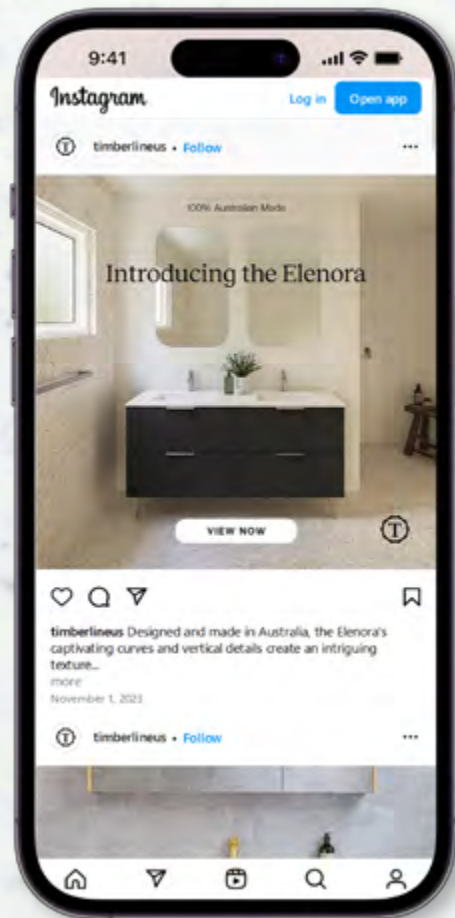 9:41
Instagram
Log in Open app
timberlineus • Follow
100% Australian Made
Introducing the Elenora
VIEW NOW
T
timberlineus Designed and made in Australia, the Elenora's
captivating curves and vertical details create an intriguing
texture...
more
November 1, 2023
timberlineus • Follow